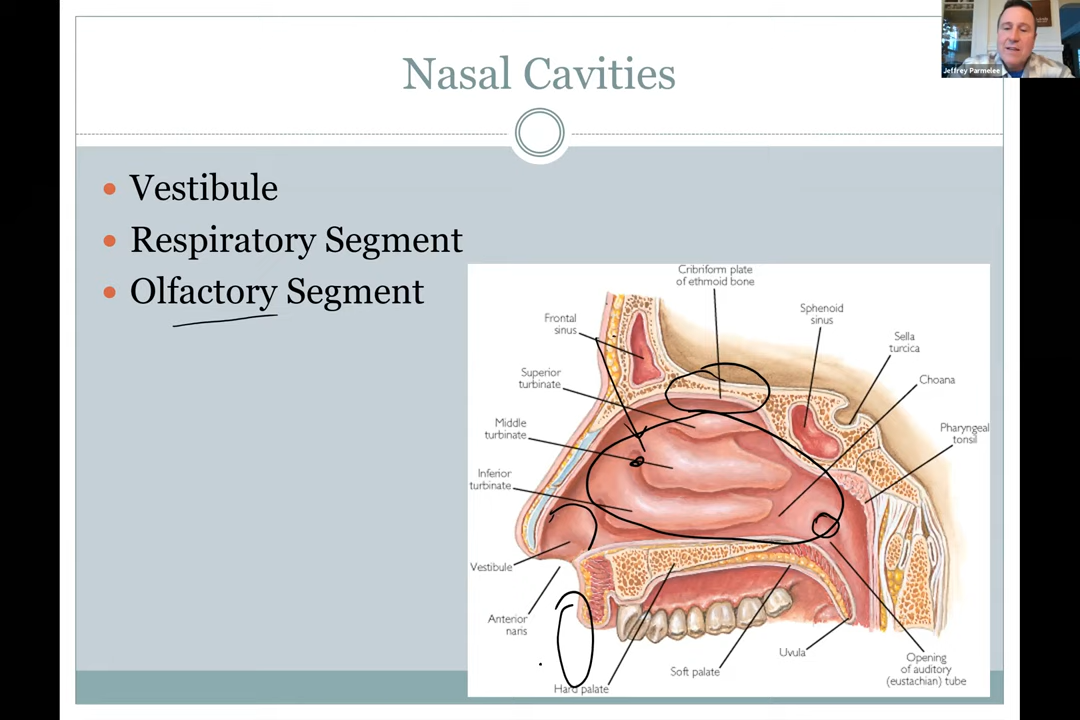 Jeffrey Parmelee
Nasal Cavities
Vestibule
Respiratory Segment
Olfactory Segment
Cribriform plate
of ethmoid bone
Frontal
sinus
Sphenoid
sinus
Sella
turcica
Superior
turbinate
Choana
Middle
turbinate
Pharyngeal
tonsil
Inferior
turbinate
Vestibule
Anterior
naris
Hard palate
Soft palate
Uvula
Opening
of auditory
(eustachian) tube